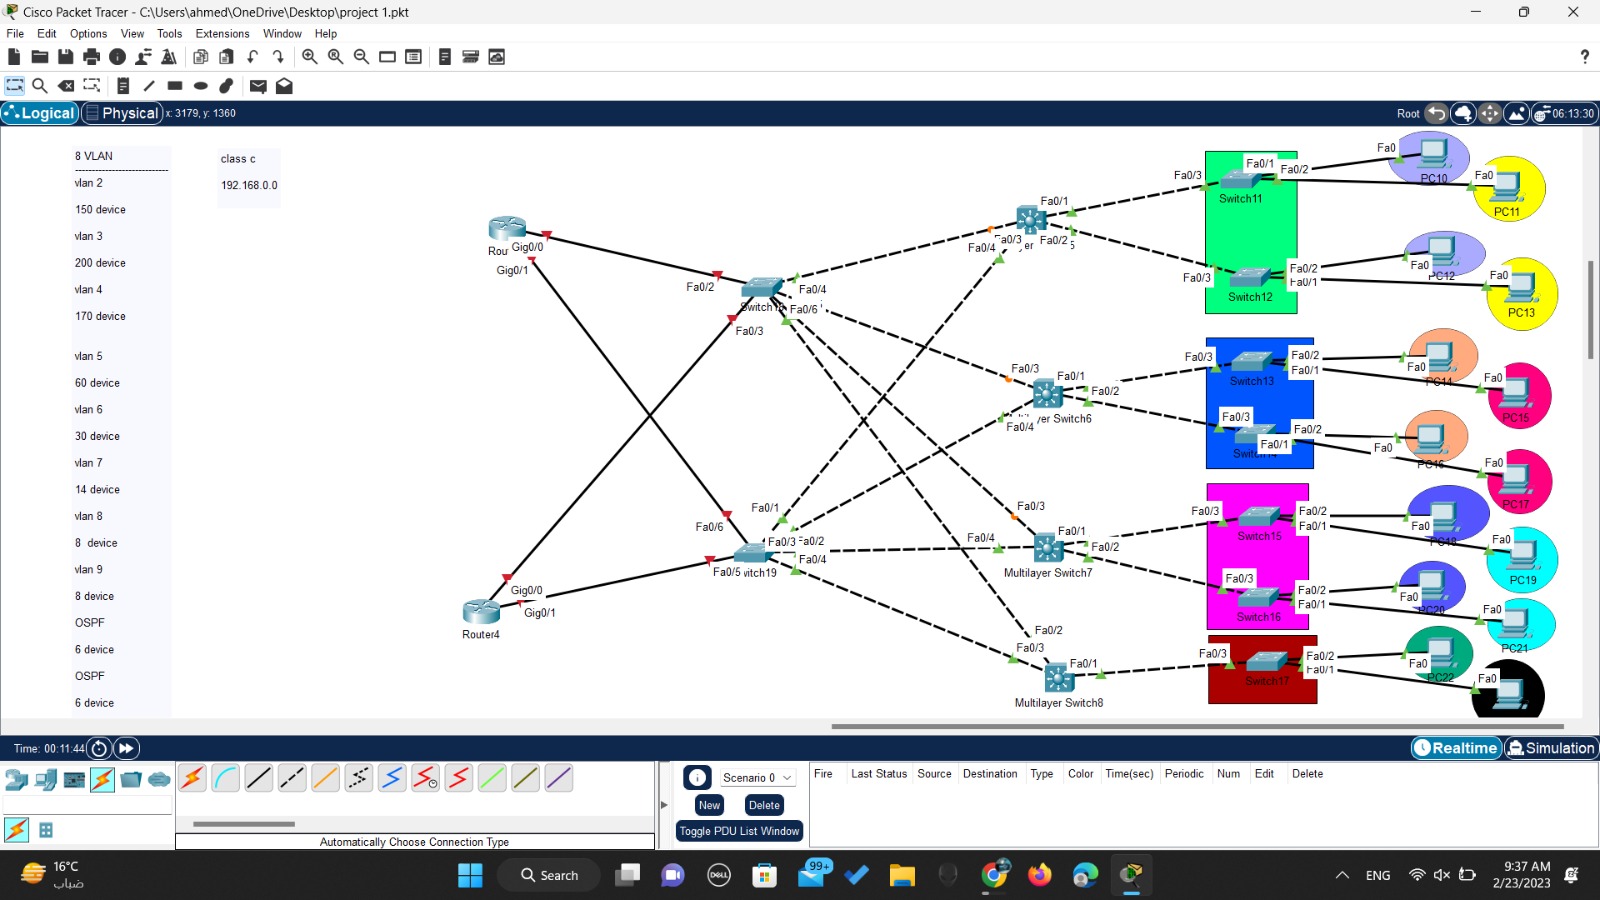 Cisco Packet Tracer - C:\Users\ahmed\OneDrive\Desktop\project 1.pkt
File Edit Options View Tools Extensions Window Help
Logical Physical x: 3179, y: 1360 Root 06:13:30
8 VLAN
vlan 2
150 device
vlan 3
200 device
vlan 4
170 device
vlan 5
60 device
vlan 6
30 device
vlan 7
14 device
vlan 8
8 device
vlan 9
8 device
OSPF
6 device
OSPF
6 device
class c
192.168.0.0
Rou Gig0/0
Gig0/1
Fa0/2
Fa0/4
Fa0/6
Fa0/3
Fa0/1
Fa0/3
Fa0/4
Fa0/2
Fa0/3
Fa0/1
Fa0/2
Fa0/4
yer Switch6
Fa0/1
Fa0/6
Fa0/3
Fa0/2
Fa0/4
Fa0/5
witch19
Gig0/0
Gig0/1
Router4
Fa0/3
Fa0/4
Fa0/1
Fa0/2
Multilayer Switch7
Fa0/2
Fa0/3
Fa0/1
Multilayer Switch8
Fa0/3
Fa0/1
Fa0/2
Switch11
Fa0
PC10
Fa0
PC11
Fa0/3
Fa0/2
Fa0/1
Switch12
Fa0
PC12
Fa0
PC13
Fa0/3
Fa0/2
Fa0/1
Switch13
Fa0
PC14
Fa0
PC15
Fa0/3
Fa0/2
Fa0/1
Fa0
PC16
Fa0
PC17
Fa0/3
Fa0/2
Fa0/1
Switch15
Fa0
PC18
Fa0
PC19
Fa0/3
Fa0/2
Fa0/1
Switch16
Fa0
PC20
Fa0
PC21
Fa0/3
Fa0/2
Fa0/1
Switch17
Fa0
PC22
Fa0
Time: 00:11:44 Realtime Simulation
Scenario 0
New Delete
Toggle PDU List Window
Fire Last Status Source Destination Type Color Time(sec) Periodic Num Edit Delete
Automatically Choose Connection Type
16°C
ضباب
Search
DELL
99+
ENG
9:37 AM
2/23/2023